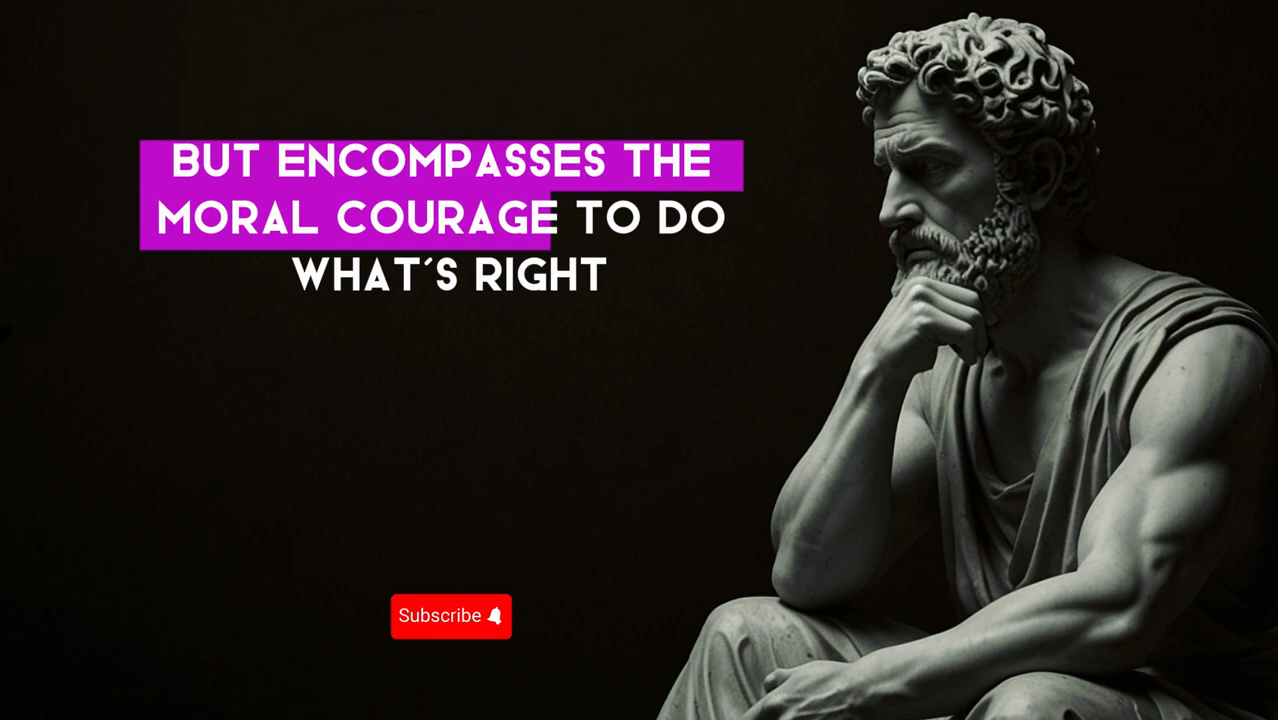 BUT ENCOMPASSES THE
MORAL COURAGE TO DO
WHAT´S RIGHT
Subscribe